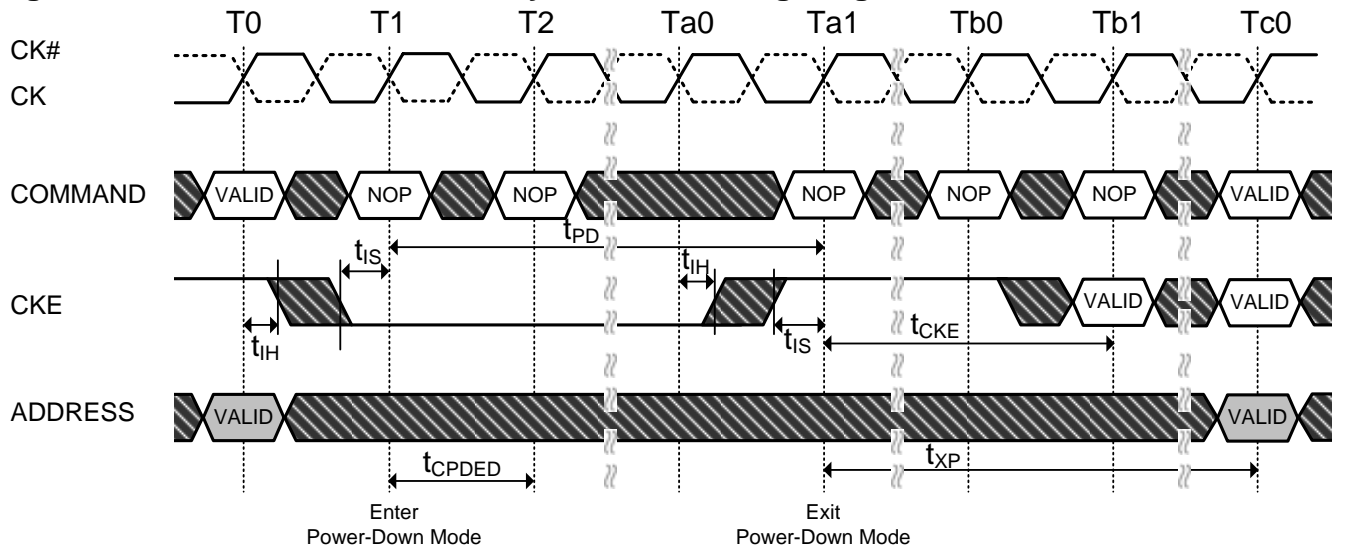 T0 T1 T2 Ta0 Ta1 Tb0 Tb1 Tc0
CK#
CK
COMMAND VALID NOP NOP NOP NOP NOP VALID
tPD
tIS
tIH
CKE VALID VALID
tIH
tIS
tCKE
ADDRESS VALID VALID
tCPDED
tXP
Enter
Power-Down Mode
Exit
Power-Down Mode